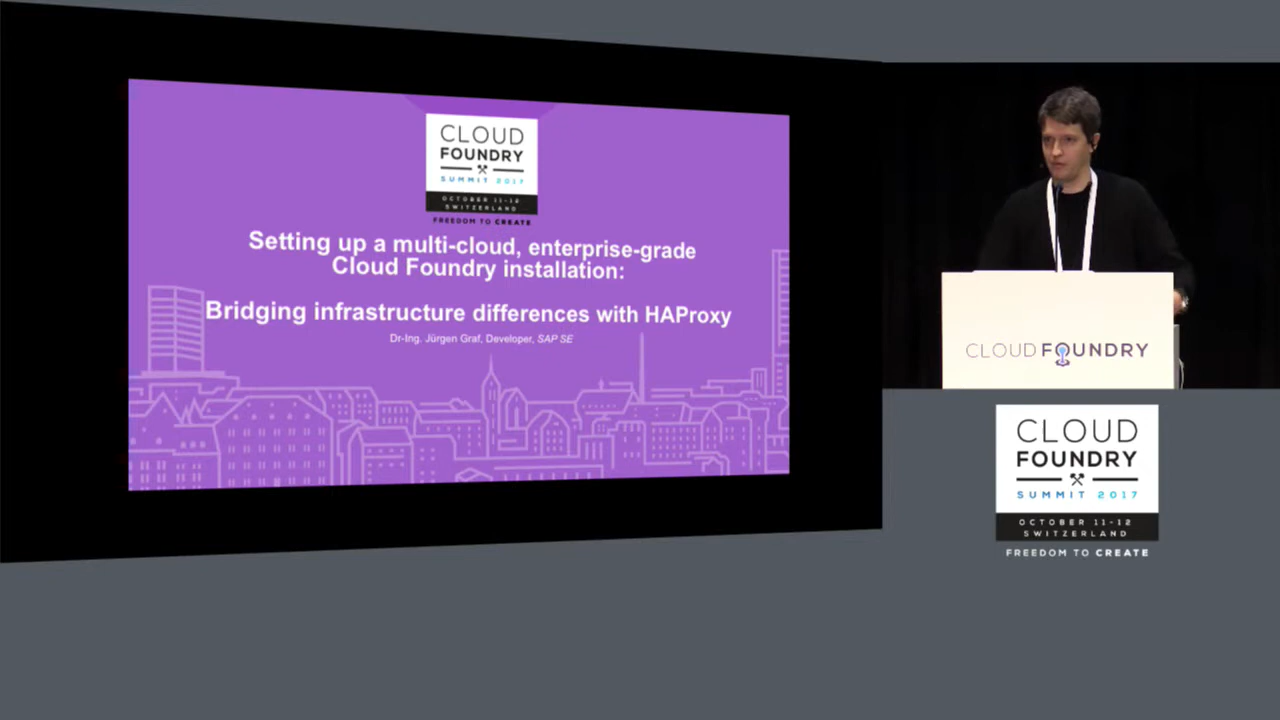 CLOUD
FOUNDRY
SUMMIT 2017
OCTOBER 11-12
SWITZERLAND
FREEDOM TO CREATE
Setting up a multi-cloud, enterprise-grade
Cloud Foundry installation:
Bridging infrastructure differences with HAProxy
Dr-Ing. Jürgen Graf, Developer, SAP SE
CLOUD FOUNDRY
CLOUD
FOUNDRY
SUMMIT 2017
OCTOBER 11-12
SWITZERLAND
FREEDOM TO CREATE